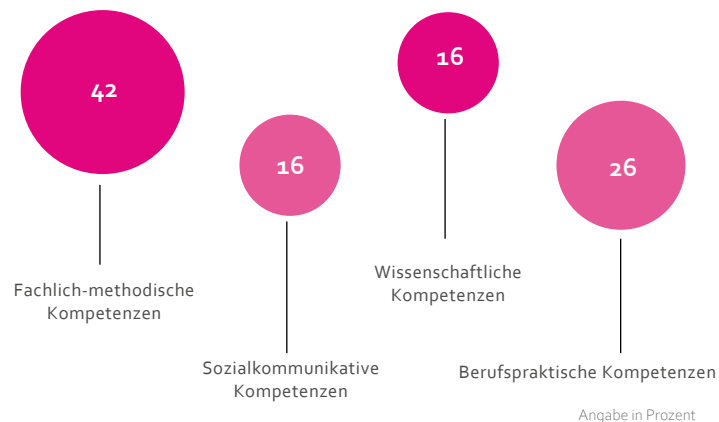 42
16
16
26
Fachlich-methodische
Kompetenzen
Sozialkommunikative
Kompetenzen
Wissenschaftliche
Kompetenzen
Berufspraktische Kompetenzen
Angabe in Prozent